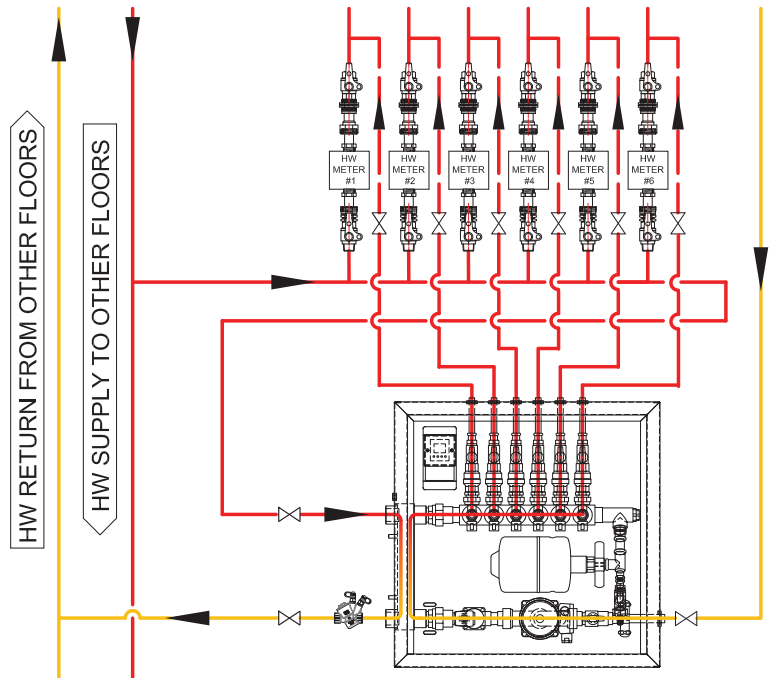 HW RETURN FROM OTHER FLOORS
HW SUPPLY TO OTHER FLOORS
HW
METER
#1
HW
METER
#2
HW
METER
#3
HW
METER
#4
HW
METER
#5
HW
METER
#6